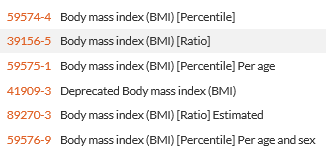 59574-4 Body mass index (BMI) [Percentile]
39156-5 Body mass index (BMI) [Ratio]
59575-1 Body mass index (BMI) [Percentile] Per age
41909-3 Deprecated Body mass index (BMI)
89270-3 Body mass index (BMI) [Ratio] Estimated
59576-9 Body mass index (BMI) [Percentile] Per age and sex